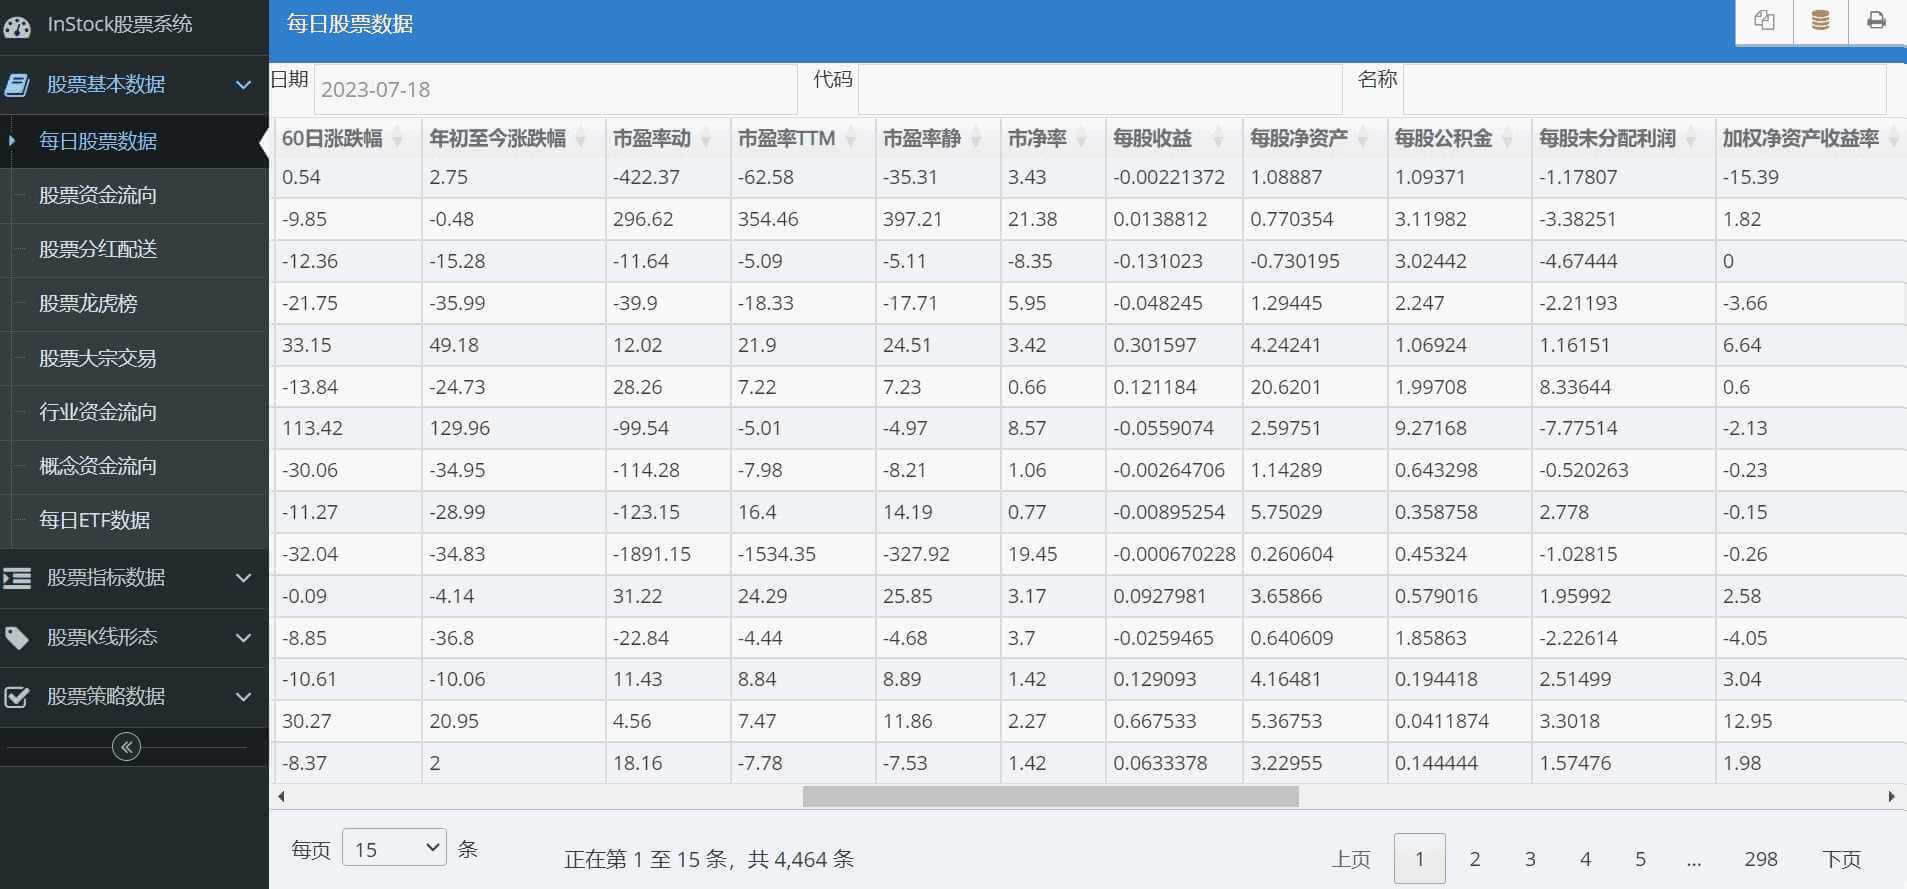 InStock股票系统
股票基本数据
每日股票数据
股票资金流向
股票分红配送
股票龙虎榜
股票大宗交易
行业资金流向
概念资金流向
每日ETF数据
股票指标数据
股票K线形态
股票策略数据
每日股票数据
日期 2023-07-18 代码 名称
60日涨跌幅 年初至今涨跌幅 市盈率动 市盈率TTM 市盈率静 市净率 每股收益 每股净资产 每股公积金 每股未分配利润 加权净资产收益率
0.54 2.75 -422.37 -62.58 -35.31 3.43 -0.00221372 1.08887 1.09371 -1.17807 -15.39
-9.85 -0.48 296.62 354.46 397.21 21.38 0.0138812 0.770354 3.11982 -3.38251 1.82
-12.36 -15.28 -11.64 -5.09 -5.11 -8.35 -0.131023 -0.730195 3.02442 -4.67444 0
-21.75 -35.99 -39.9 -18.33 -17.71 5.95 -0.048245 1.29445 2.247 -2.21193 -3.66
33.15 49.18 12.02 21.9 24.51 3.42 0.301597 4.24241 1.06924 1.16151 6.64
-13.84 -24.73 28.26 7.22 7.23 0.66 0.121184 20.6201 1.99708 8.33644 0.6
113.42 129.96 -99.54 -5.01 -4.97 8.57 -0.0559074 2.59751 9.27168 -7.77514 -2.13
-30.06 -34.95 -114.28 -7.98 -8.21 1.06 -0.00264706 1.14289 0.643298 -0.520263 -0.23
-11.27 -28.99 -123.15 16.4 14.19 0.77 -0.00895254 5.75029 0.358758 2.778 -0.15
-32.04 -34.83 -1891.15 -1534.35 -327.92 19.45 -0.000670228 0.260604 0.45324 -1.02815 -0.26
-0.09 -4.14 31.22 24.29 25.85 3.17 0.0927981 3.65866 0.579016 1.95992 2.58
-8.85 -36.8 -22.84 -4.44 -4.68 3.7 -0.0259465 0.640609 1.85863 -2.22614 -4.05
-10.61 -10.06 11.43 8.84 8.89 1.42 0.129093 4.16481 0.194418 2.51499 3.04
30.27 20.95 4.56 7.47 11.86 2.27 0.667533 5.36753 0.0411874 3.3018 12.95
-8.37 2 18.16 -7.78 -7.53 1.42 0.0633378 3.22955 0.144444 1.57476 1.98
每页 15 条 正在第 1 至 15 条，共 4,464 条 上页 1 2 3 4 5 ... 298 下页